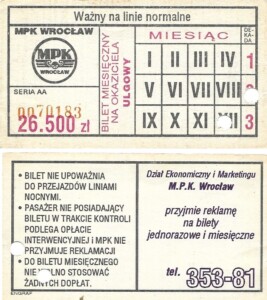 Ważny na linie normalne
MPK WROCŁAW
MPK
WROCŁAW
SERIA AA
0070183
26.500 zł
BILET MIESIĘCZNY
NA OKAZICIELA
ULGOWY
MIESIĄC
DE-
KADA
I II III IV 1
V VI VII VIII 2
IX X XI XII 3
• BILET NIE UPOWAŻNIA
DO PRZEJAZDÓW LINIAMI
NOCNYMI.
• PASAŻER NIE POSIADAJĄCY
BILETU W TRAKCIE KONTROLI
PODLEGA OPŁACIE
INTERWENCYJNEJ I MPK NIE
PRZYJMUJE REKLAMACJI
• DO BILETU MIESIĘCZNEGO
NIE WOLNO STOSOWAĆ
ŻADNYCH DOPŁAT.
Dział Ekonomiczny i Marketingu
M.P.K. Wrocław
przyjmie reklamę
na bilety
jednorazowe i miesięczne
tel. 353-81